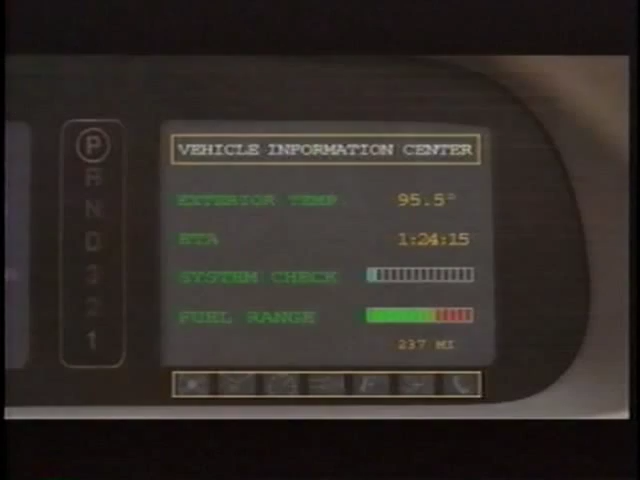 P
R
N
D
3
2
1
VEHICLE INFORMATION CENTER
EXTERIOR TEMP. 95.5°
ETA 1:24:15
SYSTEM CHECK
FUEL RANGE
237 MI
F